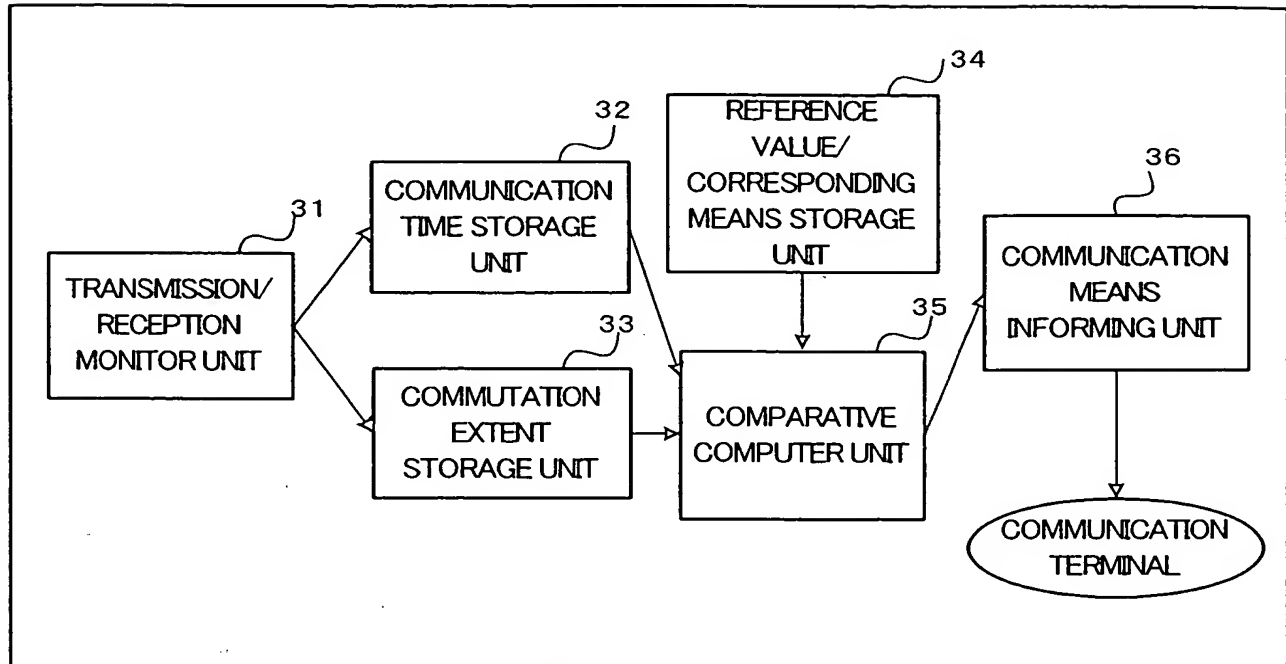 31
TRANSMISSION/
RECEPTION
MONITOR UNIT
32
COMMUNICATION
TIME STORAGE
UNIT
33
COMMUTATION
EXTENT
STORAGE UNIT
34
REFERENCE
VALUE/
CORRESPONDING
MEANS STORAGE
UNIT
35
COMPARATIVE
COMPUTER UNIT
36
COMMUNICATION
MEANS
INFORMING UNIT
COMMUNICATION
TERMINAL